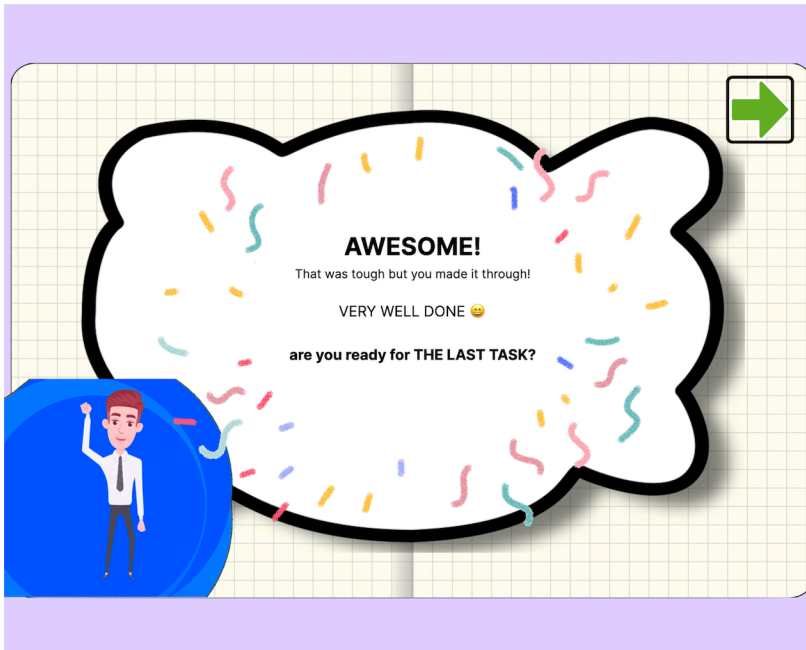 AWESOME!
That was tough but you made it through!
VERY WELL DONE 😀
are you ready for THE LAST TASK?